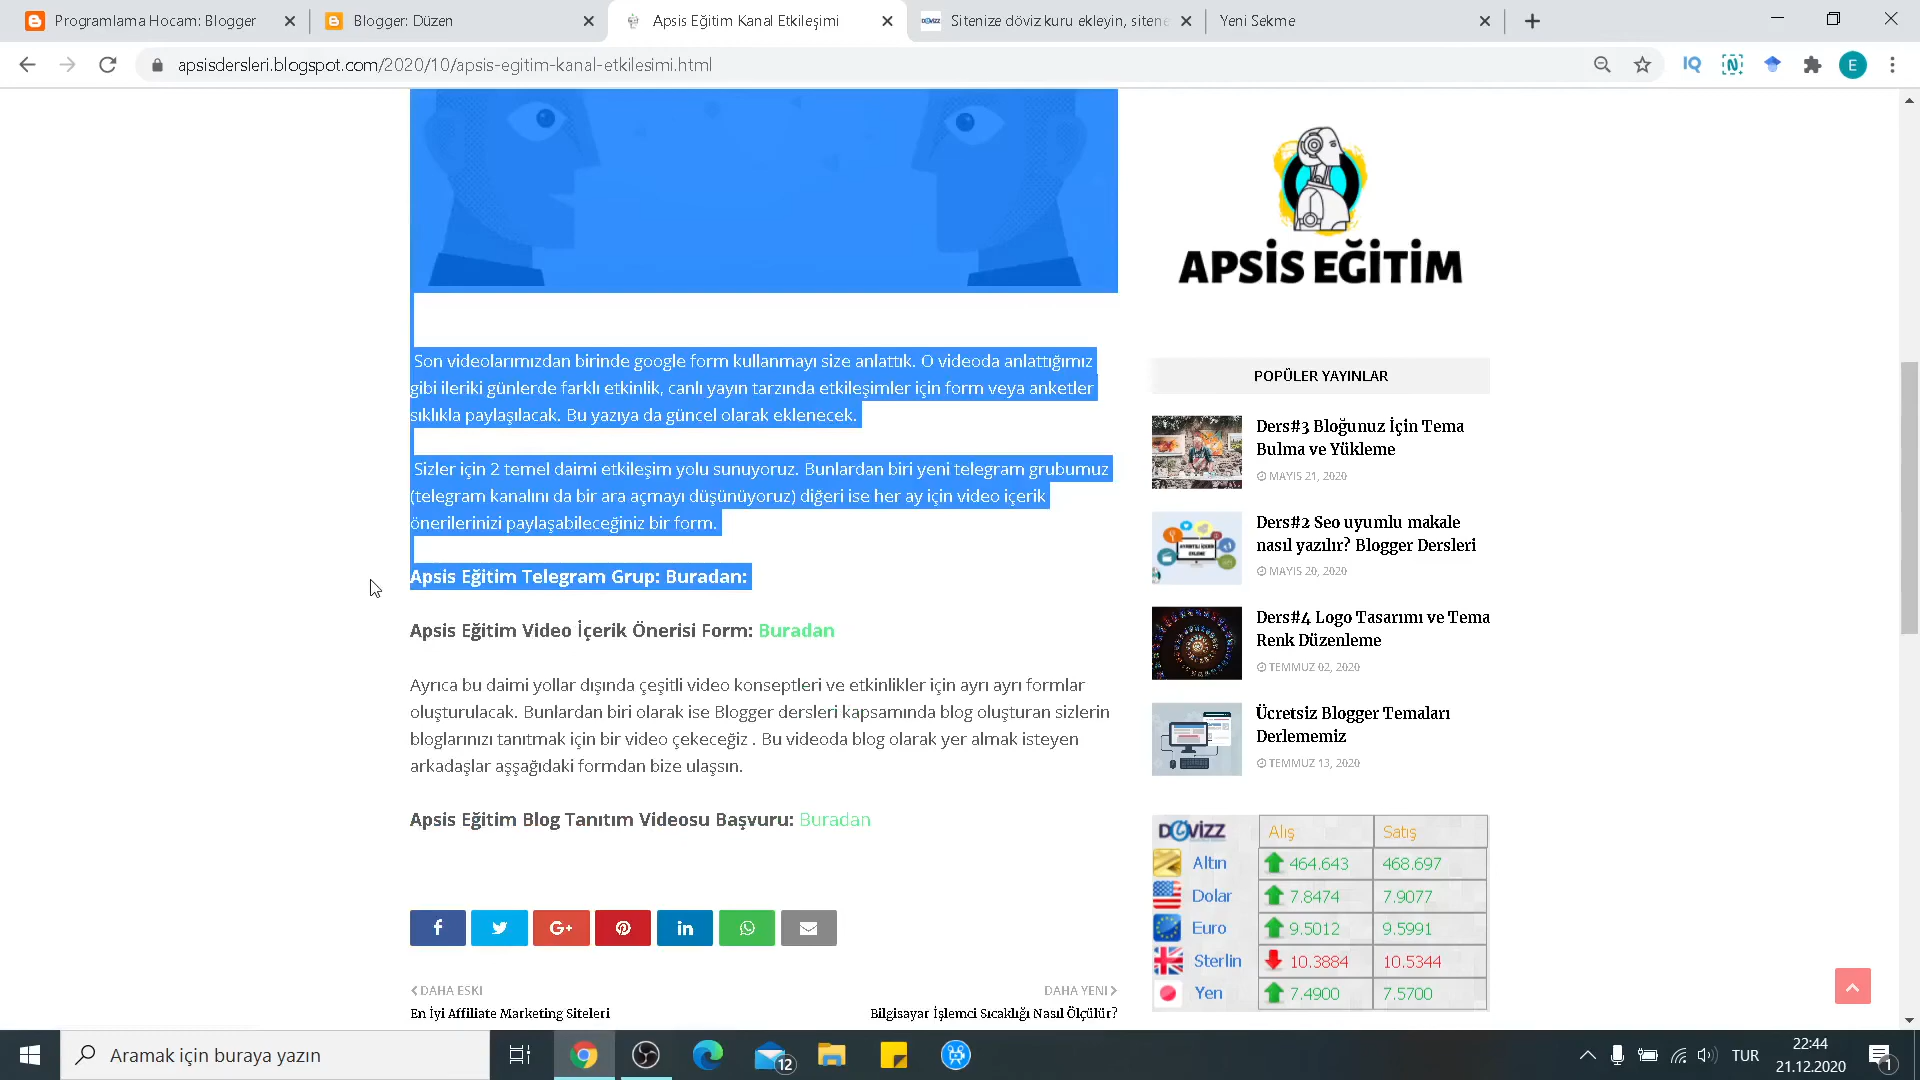 Programlama Hocam: Blogger
Blogger: Düzen
Apsis Eğitim Kanal Etkileşimi
DOVIZZ
Sitenize döviz kuru ekleyin, sitene
Yeni Sekme
apsisdersleri.blogspot.com/2020/10/apsis-egitim-kanal-etkilesimi.html
IQ
N
E
Son videolarımızdan birinde google form kullanmayı size anlattık. O videoda anlattığımız
gibi ileriki günlerde farklı etkinlik, canlı yayın tarzında etkileşimler için form veya anketler
sıklıkla paylaşılacak. Bu yazıya da güncel olarak eklenecek.
Sizler için 2 temel daimi etkileşim yolu sunuyoruz. Bunlardan biri yeni telegram grubumuz
(telegram kanalını da bir ara açmayı düşünüyoruz) diğeri ise her ay için video içerik
önerilerinizi paylaşabileceğiniz bir form.
Apsis Eğitim Telegram Grup: Buradan:
Apsis Eğitim Video İçerik Önerisi Form: Buradan
Ayrıca bu daimi yollar dışında çeşitli video konseptleri ve etkinlikler için ayrı ayrı formlar
oluşturulacak. Bunlardan biri olarak ise Blogger dersleri kapsamında blog oluşturan sizlerin
bloglarınızı tanıtmak için bir video çekeceğiz . Bu videoda blog olarak yer almak isteyen
arkadaşlar aşşağıdaki formdan bize ulaşsın.
Apsis Eğitim Blog Tanıtım Videosu Başvuru: Buradan
DAHA ESKI
En İyi Affiliate Marketing Siteleri
DAHA YENI
Bilgisayar İşlemci Sıcaklığı Nasıl Ölçülür?
APSİS EĞİTİM
POPÜLER YAYINLAR
Ders#3 Bloğunuz İçin Tema
Bulma ve Yükleme
MAYIS 21, 2020
Ders#2 Seo uyumlu makale
nasıl yazılır? Blogger Dersleri
MAYIS 20, 2020
Ders#4 Logo Tasarımı ve Tema
Renk Düzenleme
TEMMUZ 02, 2020
Ücretsiz Blogger Temaları
Derlememiz
TEMMUZ 13, 2020
DOVIZZ Alış Satış
Altın 464.643 468.697
Dolar 7.8474 7.9077
Euro 9.5012 9.5991
Sterlin 10.3884 10.5344
Yen 7.4900 7.5700
Aramak için buraya yazın
12
TUR
22:44
21.12.2020
1